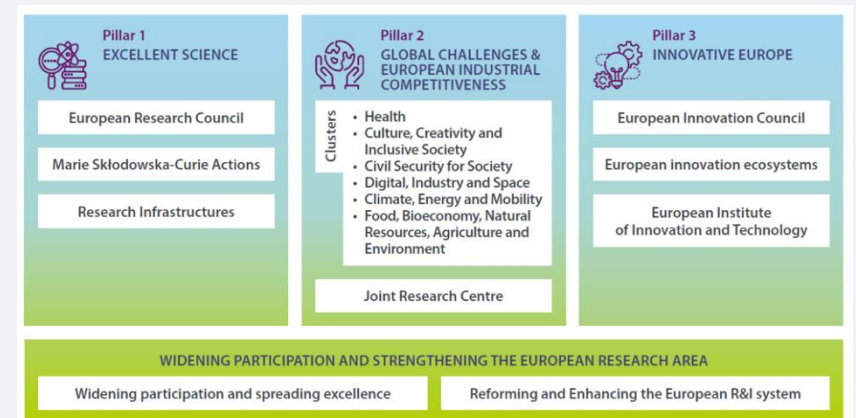 Pillar 1
EXCELLENT SCIENCE
European Research Council
Marie Skłodowska-Curie Actions
Research Infrastructures
Pillar 2
GLOBAL CHALLENGES &
EUROPEAN INDUSTRIAL
COMPETITIVENESS
Clusters
• Health
• Culture, Creativity and
Inclusive Society
• Civil Security for Society
• Digital, Industry and Space
• Climate, Energy and Mobility
• Food, Bioeconomy, Natural
Resources, Agriculture and
Environment
Joint Research Centre
Pillar 3
INNOVATIVE EUROPE
European Innovation Council
European innovation ecosystems
European Institute
of Innovation and Technology
WIDENING PARTICIPATION AND STRENGTHENING THE EUROPEAN RESEARCH AREA
Widening participation and spreading excellence
Reforming and Enhancing the European R&I system